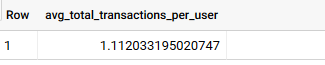 Row avg_total_transactions_per_user
1 1.112033195020747